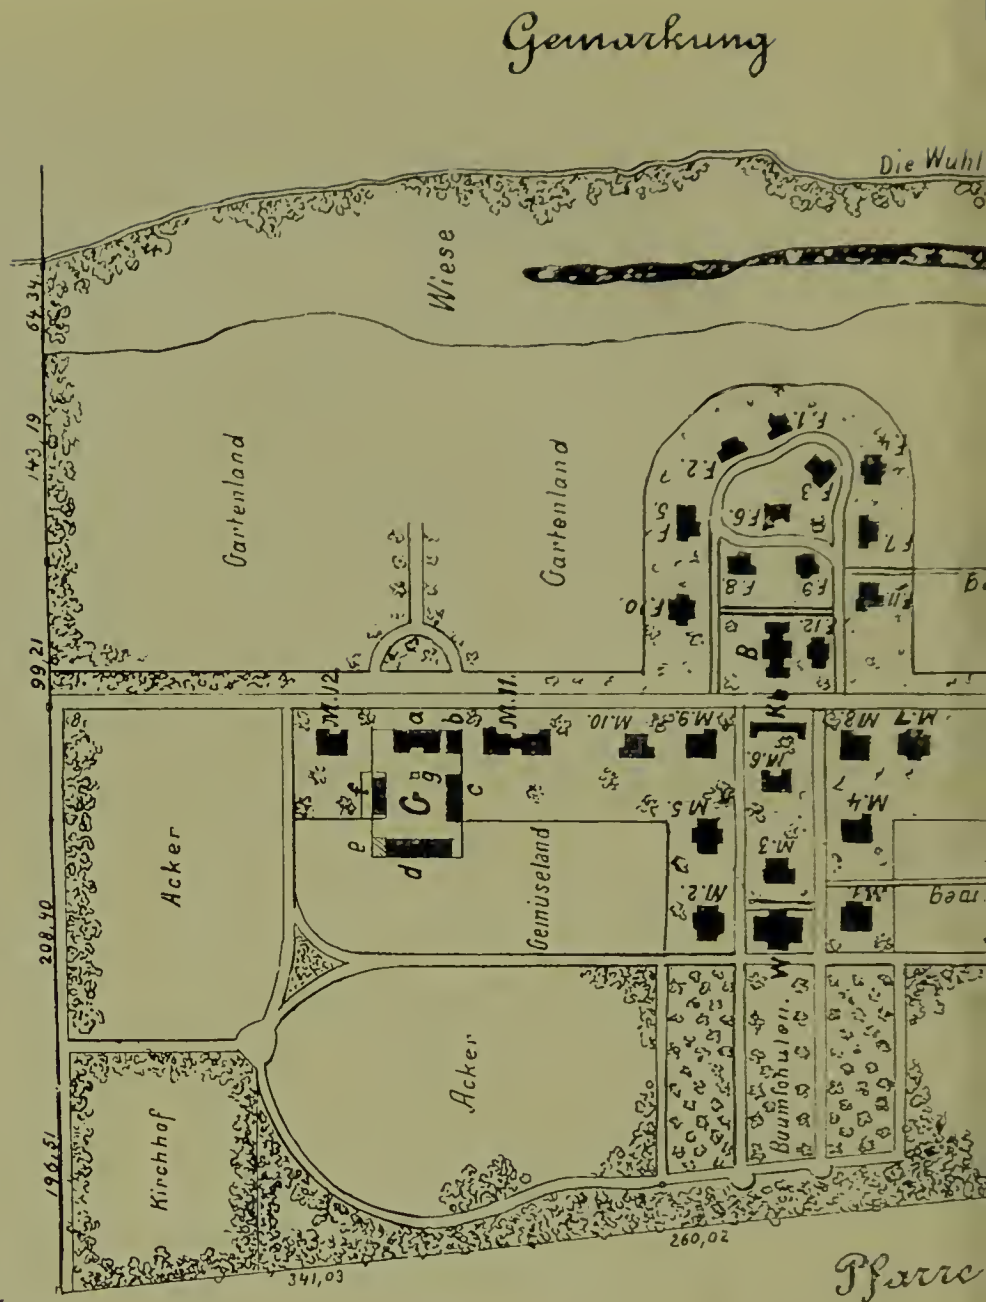 Gemarkung
Die Wuhl
Wiese
64,34.
143,19
99,21
208,40
196,51
Gartenland
Gartenland
F.1.
F.2.
F.3
F.4.
F.5.
F.6.
F.7.
F.8.
F.9
F.10.
F.11.
F.12.
a
B
M.12.
a
b
M.11.
M.10.
M.9.
M.8.
M.7.
f
G
g
c
e
d
M.6.
M.5.
M.4.
M.3
M.2.
M.1.
W
Acker
Gemüseland
Acker
Baumschulen.
Kirchhof
341,03
260,02
Pfarre